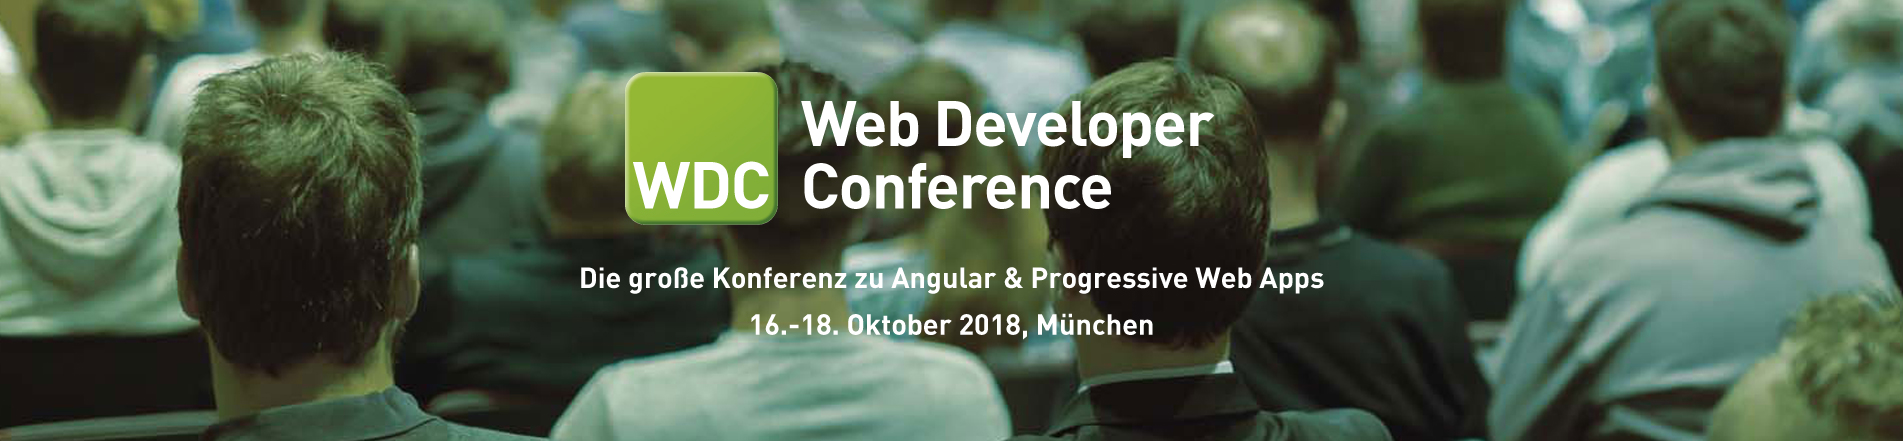 WDC
Web Developer
Conference
Die große Konferenz zu Angular & Progressive Web Apps
16.-18. Oktober 2018, München